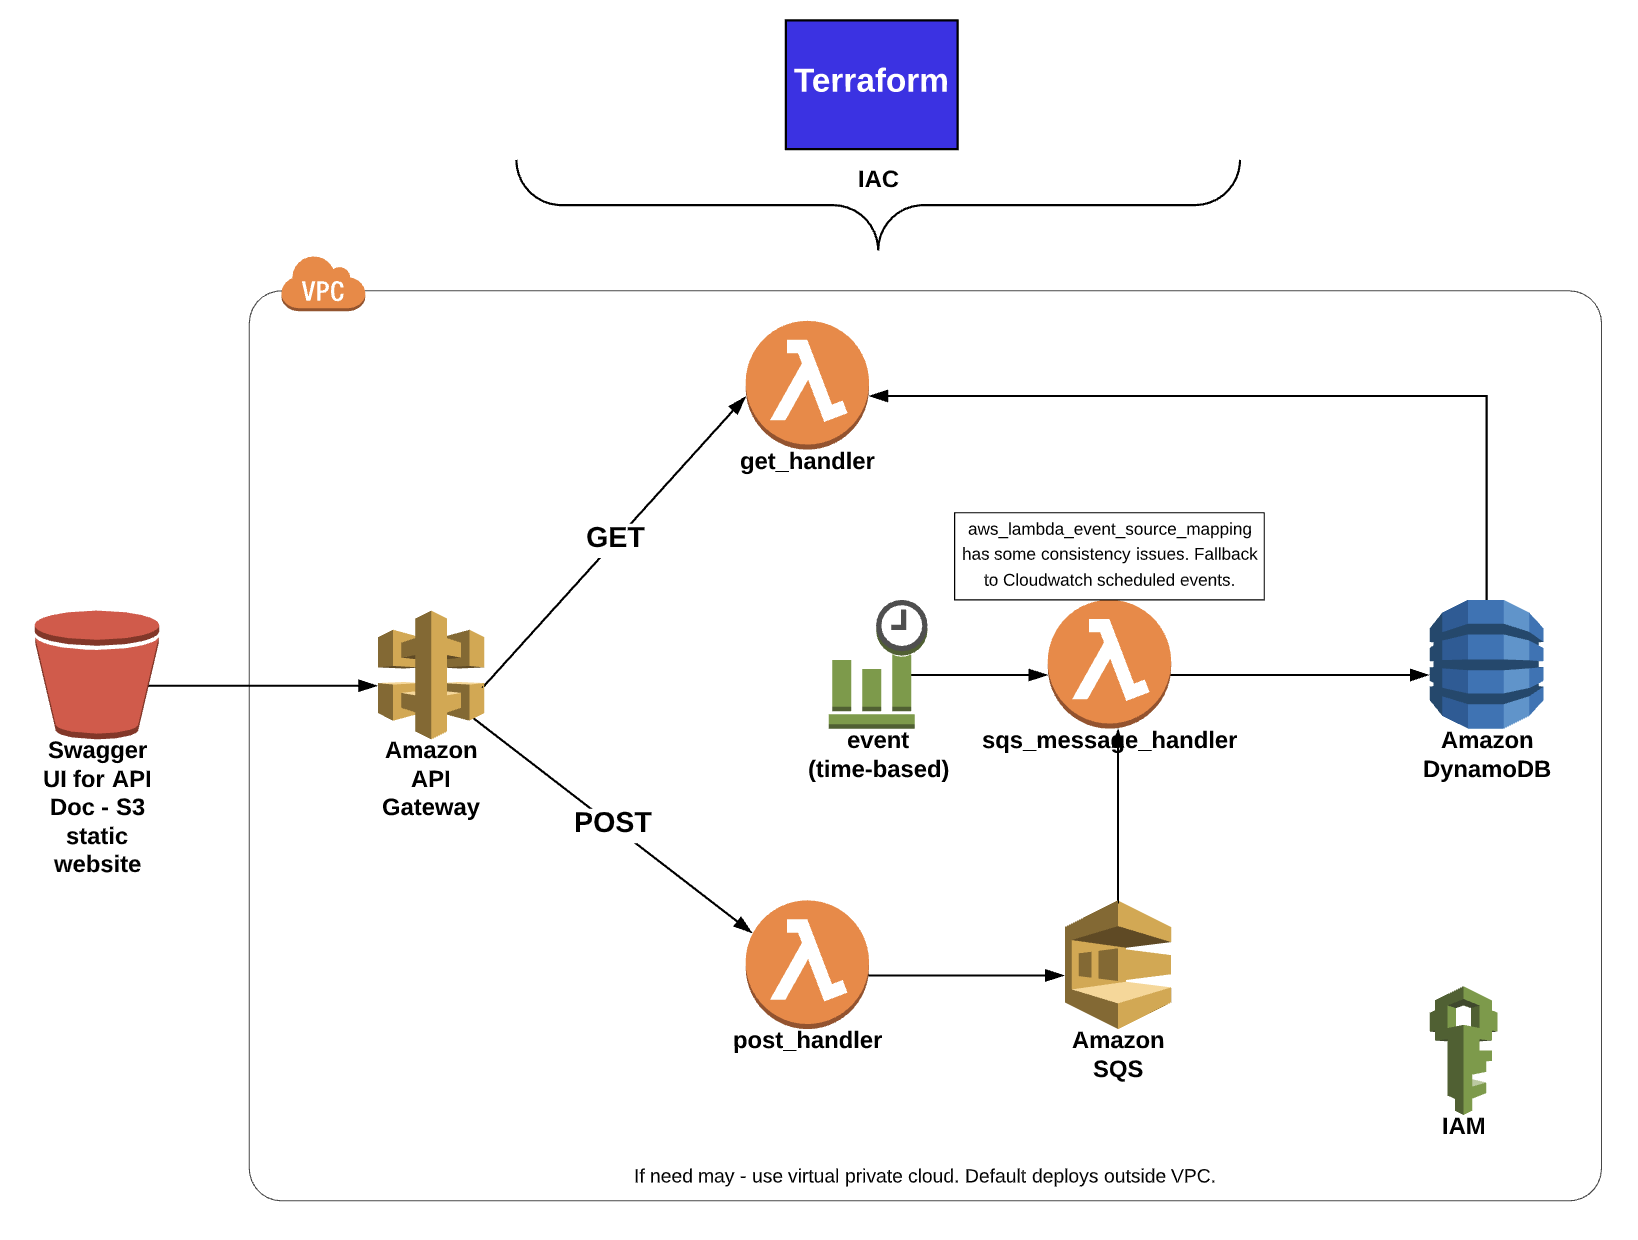 Terraform
IAC
VPC
get_handler
GET
aws_lambda_event_source_mapping
has some consistency issues. Fallback
to Cloudwatch scheduled events.
Swagger
UI for API
Doc - S3
static
website
Amazon
API
Gateway
event
(time-based)
sqs_message_handler
Amazon
DynamoDB
POST
post_handler
Amazon
SQS
IAM
If need may - use virtual private cloud. Default deploys outside VPC.